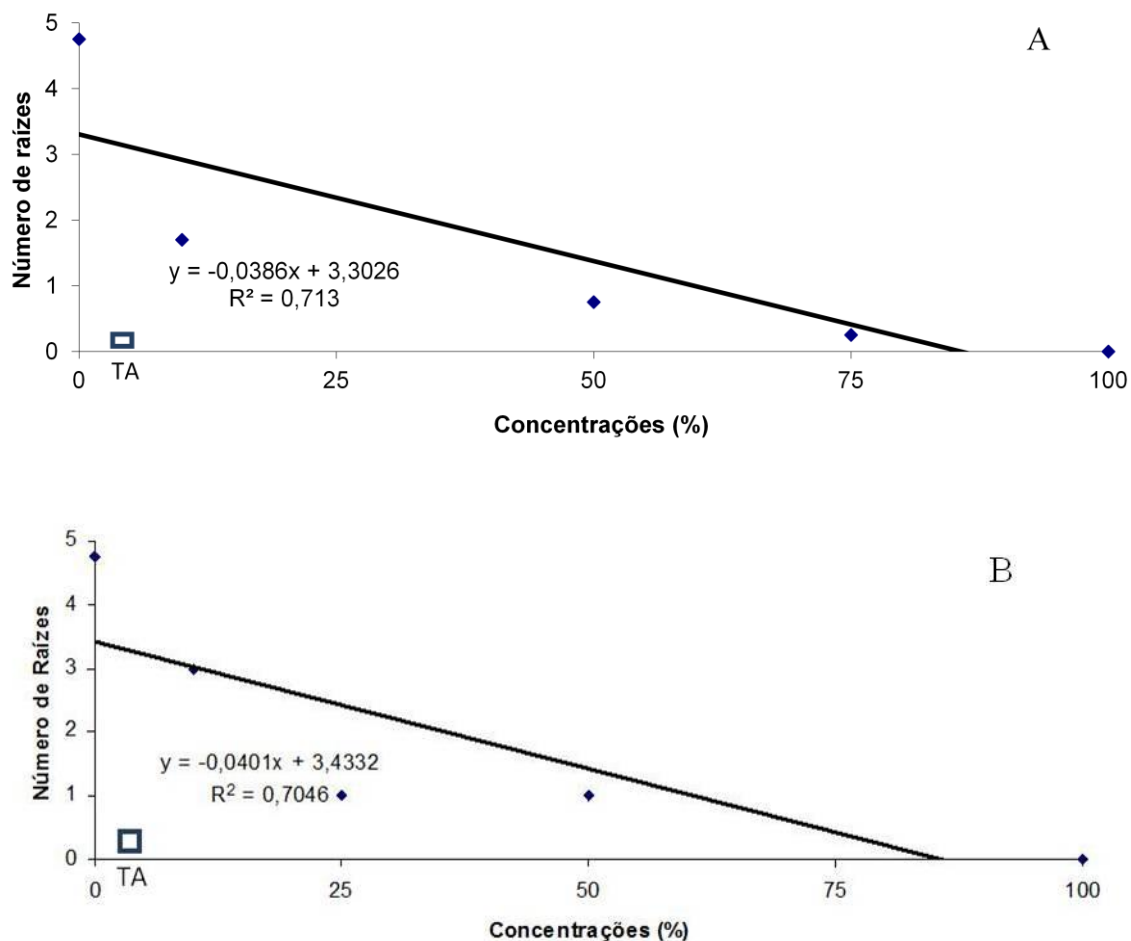 A
5
4
3
2
1
0
Número de raízes
y = -0,0386x + 3,3026
R² = 0,713
TA
0 25 50 75 100
Concentrações (%)
B
5
4
3
2
1
0
Número de Raízes
y = -0,0401x + 3,4332
R² = 0,7046
TA
0 25 50 75 100
Concentrações (%)